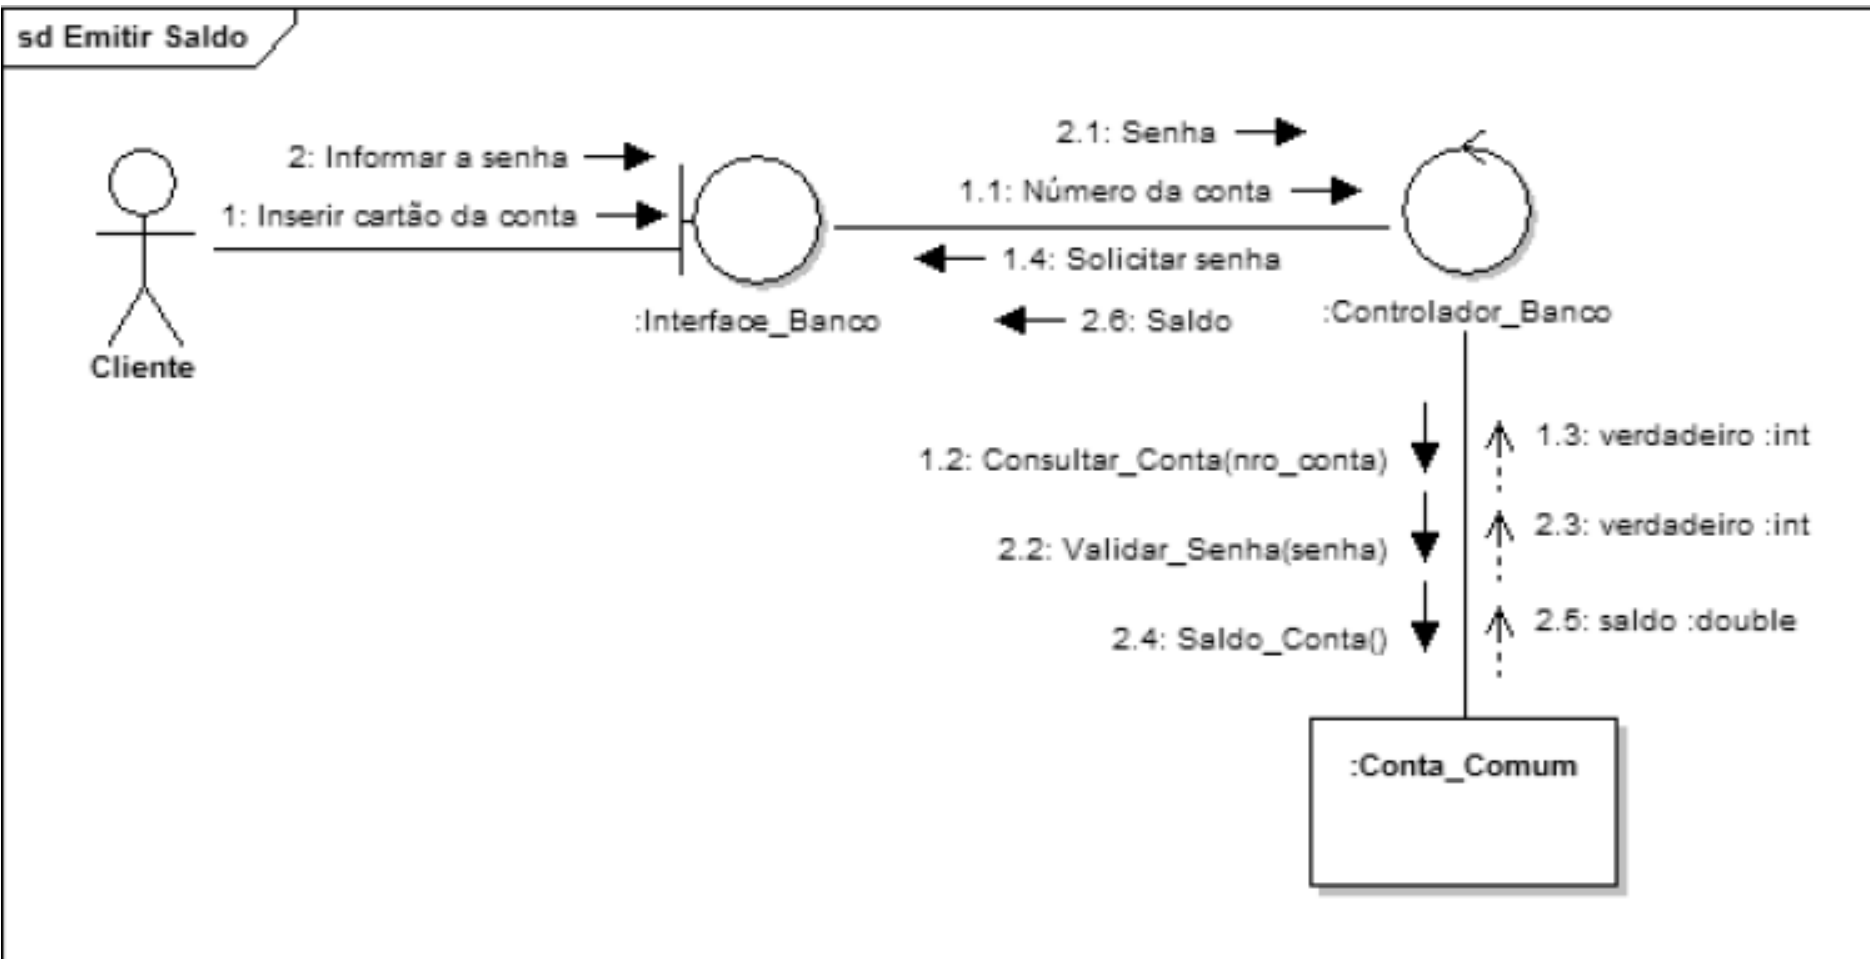 sd Emitir Saldo
2.1: Senha
2: Informar a senha
1.1: Número da conta
1: Inserir cartão da conta
1.4: Solicitar senha
:Interface_Banco
2.6: Saldo
:Controlador_Banco
Cliente
1.3: verdadeiro :int
1.2: Consultar_Conta(nro_conta)
2.3: verdadeiro :int
2.2: Validar_Senha(senha)
2.5: saldo :double
2.4: Saldo_Conta()
:Conta_Comum